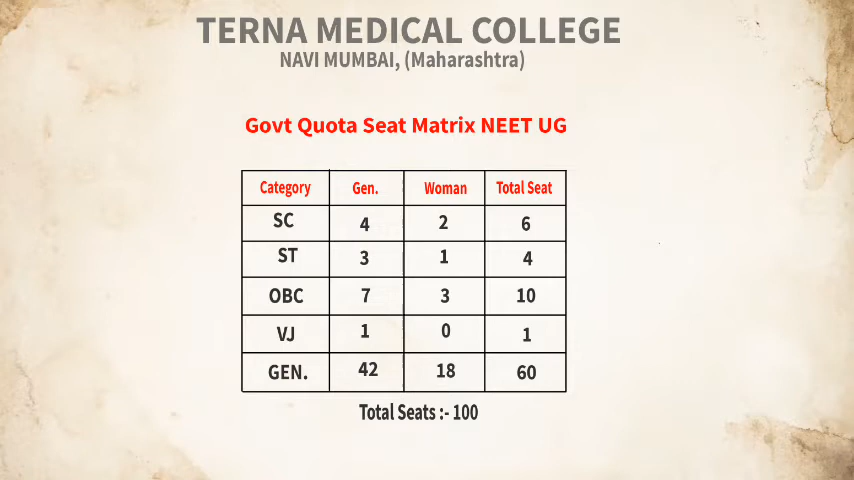 TERNA MEDICAL COLLEGE
NAVI MUMBAI, (Maharashtra)
Govt Quota Seat Matrix NEET UG
Category Gen. Woman Total Seat
SC 4 2 6
ST 3 1 4
OBC 7 3 10
VJ 1 0 1
GEN. 42 18 60
Total Seats :- 100